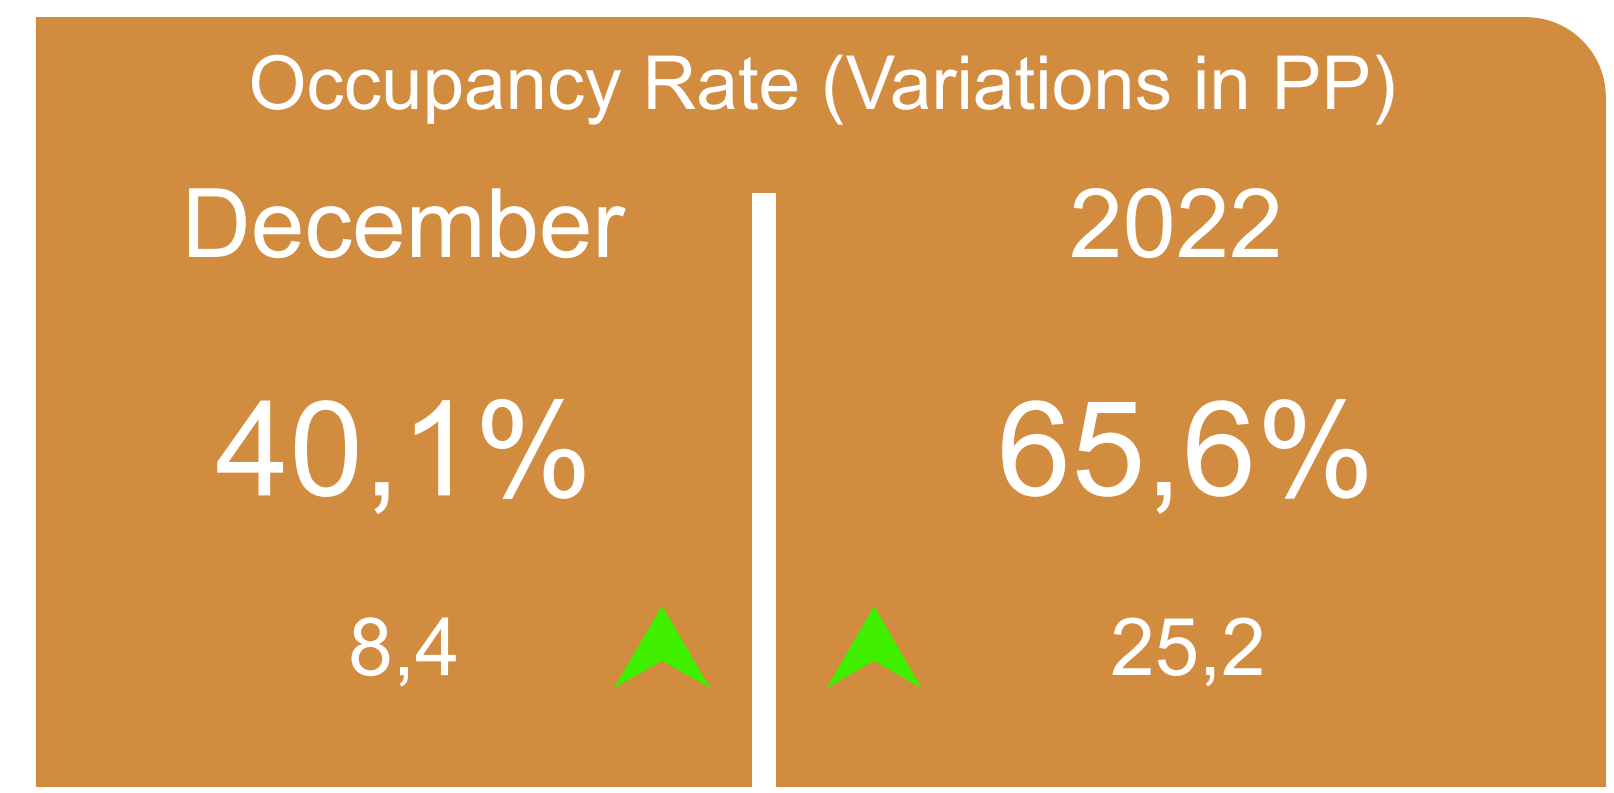 Occupancy Rate (Variations in PP)
December
2022
40,1%
65,6%
8,4
25,2